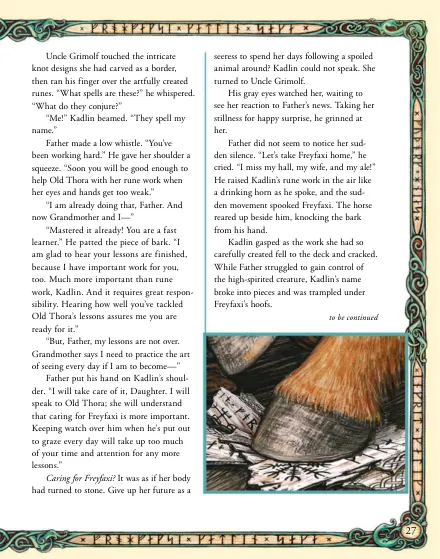 Uncle Grimolf touched the intricate
knot designs she had carved as a border,
then ran his finger over the artfully created
runes. “What spells are these?” he whispered.
“What do they conjure?”
“Me!” Kadlin beamed. “They spell my
name.”
Father made a low whistle. “You’ve
been working hard.” He gave her shoulder a
squeeze. “Soon you will be good enough to
help Old Thora with her rune work when
her eyes and hands get too weak.”
“I am already doing that, Father. And
now Grandmother and I—”
“Mastered it already! You are a fast
learner.” He patted the piece of bark. “I
am glad to hear your lessons are finished,
because I have important work for you,
too. Much more important than rune
work, Kadlin. And it requires great respon-
sibility. Hearing how well you’ve tackled
Old Thora’s lessons assures me you are
ready for it.”
“But, Father, my lessons are not over.
Grandmother says I need to practice the art
of seeing every day if I am to become—”
Father put his hand on Kadlin’s shoul-
der. “I will take care of it, Daughter. I will
speak to Old Thora; she will understand
that caring for Freyfaxi is more important.
Keeping watch over him when he’s put out
to graze every day will take up too much
of your time and attention for any more
lessons.”
Caring for Freyfaxi? It was as if her body
had turned to stone. Give up her future as a
seeress to spend her days following a spoiled
animal around? Kadlin could not speak. She
turned to Uncle Grimolf.
His gray eyes watched her, waiting to
see her reaction to Father’s news. Taking her
stillness for happy surprise, he grinned at
her.
Father did not seem to notice her sud-
den silence. “Let’s take Freyfaxi home,” he
cried. “I miss my hall, my wife, and my ale!”
He raised Kadlin’s rune work in the air like
a drinking horn as he spoke, and the sud-
den movement spooked Freyfaxi. The horse
reared up beside him, knocking the bark
from his hand.
Kadlin gasped as the work she had so
carefully created fell to the deck and cracked.
While Father struggled to gain control of
the high-spirited creature, Kadlin’s name
broke into pieces and was trampled under
Freyfaxi’s hoofs.
to be continued
27